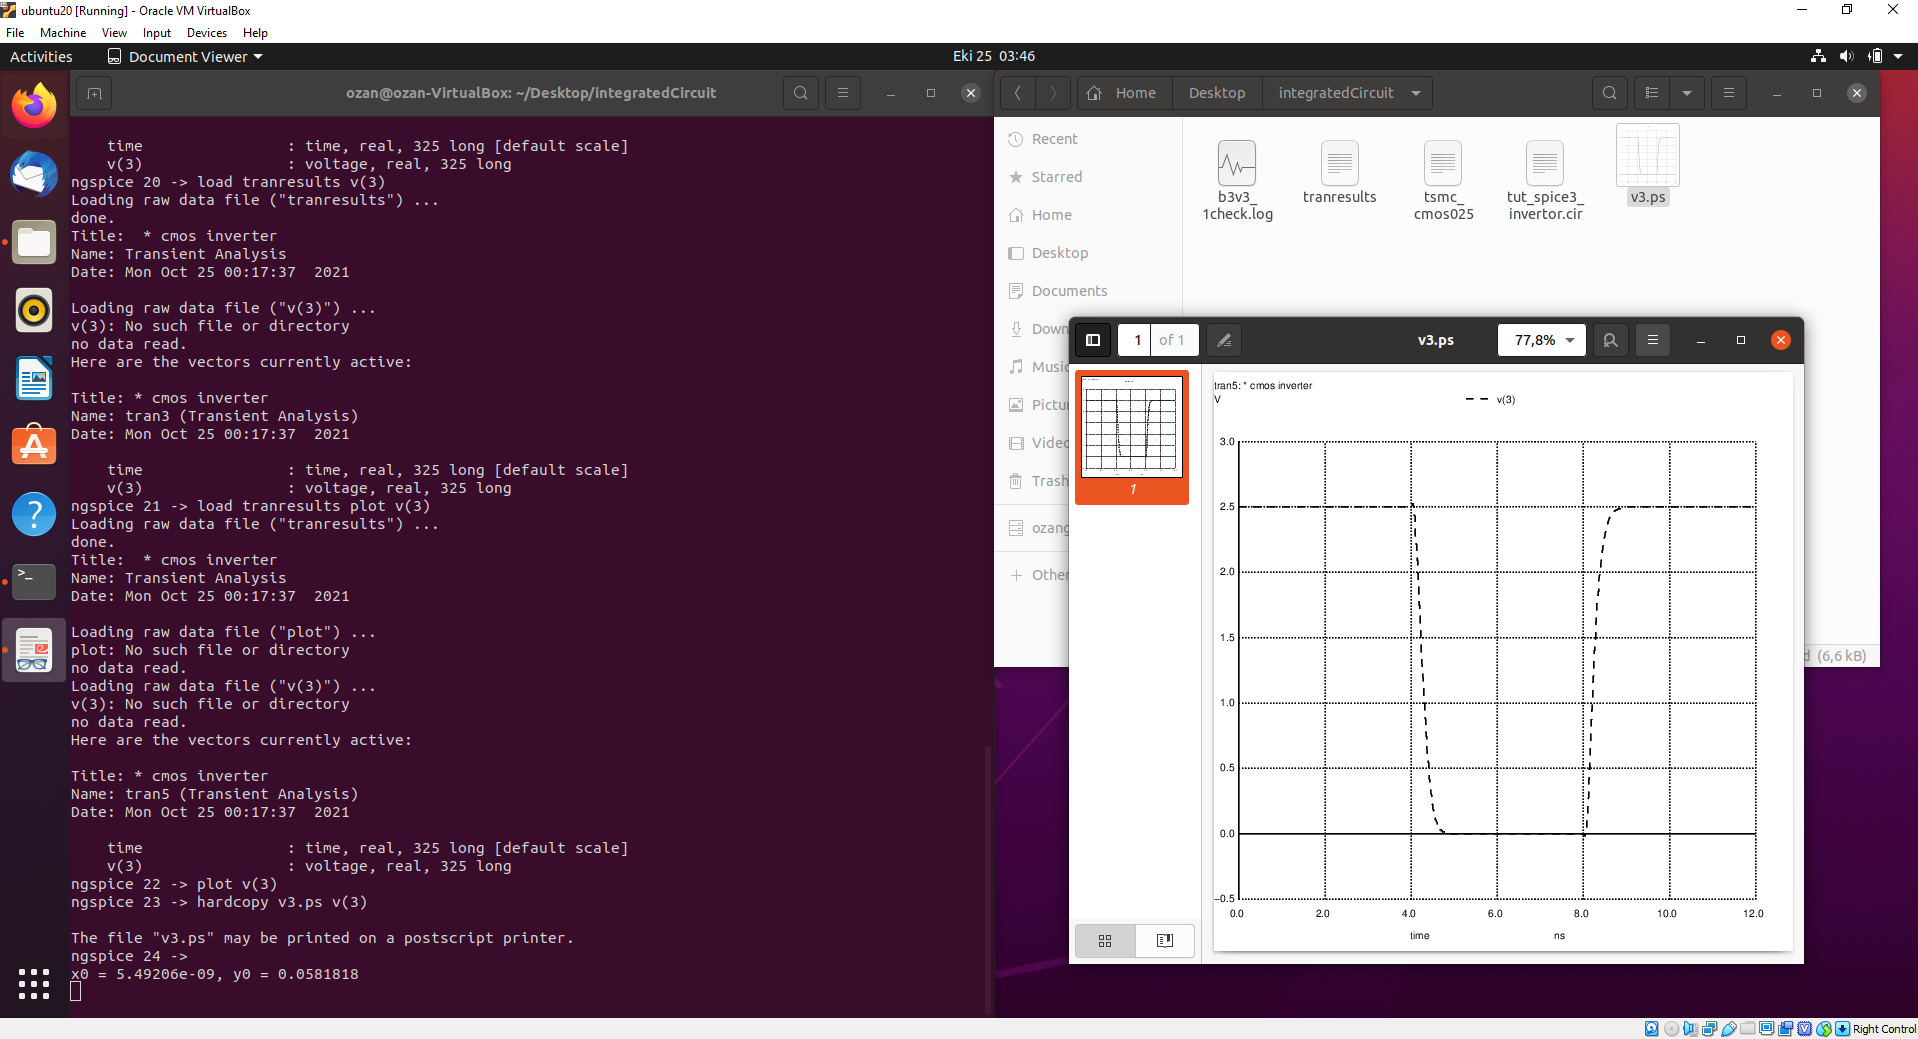 ubuntu20 [Running] - Oracle VM VirtualBox
File Machine View Input Devices Help
Activities Document Viewer Eki 25 03:46
ozan@ozan-VirtualBox: ~/Desktop/integratedCircuit
time : time, real, 325 long [default scale]
v(3) : voltage, real, 325 long
ngspice 20 -> load tranresults v(3)
Loading raw data file ("tranresults") ...
done.
Title:  * cmos inverter
Name: Transient Analysis
Date: Mon Oct 25 00:17:37  2021
Loading raw data file ("v(3)") ...
v(3): No such file or directory
no data read.
Here are the vectors currently active:
Title: * cmos inverter
Name: tran3 (Transient Analysis)
Date: Mon Oct 25 00:17:37  2021
time : time, real, 325 long [default scale]
v(3) : voltage, real, 325 long
ngspice 21 -> load tranresults plot v(3)
Loading raw data file ("tranresults") ...
done.
Title:  * cmos inverter
Name: Transient Analysis
Date: Mon Oct 25 00:17:37  2021
Loading raw data file ("plot") ...
plot: No such file or directory
no data read.
Loading raw data file ("v(3)") ...
v(3): No such file or directory
no data read.
Here are the vectors currently active:
Title: * cmos inverter
Name: tran5 (Transient Analysis)
Date: Mon Oct 25 00:17:37  2021
time : time, real, 325 long [default scale]
v(3) : voltage, real, 325 long
ngspice 22 -> plot v(3)
ngspice 23 -> hardcopy v3.ps v(3)
The file "v3.ps" may be printed on a postscript printer.
ngspice 24 ->
x0 = 5.49206e-09, y0 = 0.0581818
Home Desktop integratedCircuit
Recent
Starred
Home
Desktop
Documents
Down
Music
Pictu
Video
Trash
ozang
Other
b3v3_
1check.log
tranresults
tsmc_
cmos025
tut_spice3_
invertor.cir
v3.ps
d (6,6 kB)
1 of 1 v3.ps 77,8%
1
tran5: * cmos inverter
V
v(3)
3.0
2.5
2.0
1.5
1.0
0.5
0.0
-0.5
0.0 2.0 4.0 6.0 8.0 10.0 12.0
time ns
Right Control